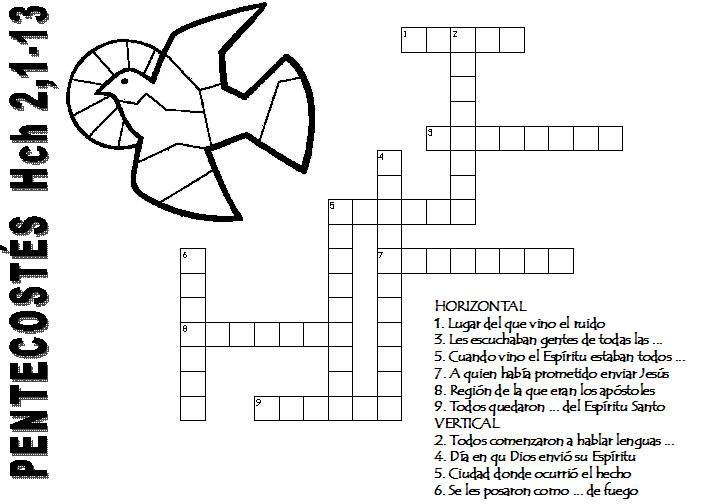 PENTECOSTÉS Hch 2,1-13
1
2
3
4
5
6
7
8
9
HORIZONTAL
1. Lugar del que vino el ruido
3. Les escuchaban gentes de todas las ...
5. Cuando vino el Espíritu estaban todos ...
7. A quien había prometido enviar Jesús
8. Región de la que eran los apóstoles
9. Todos quedaron ... del Espíritu Santo
VERTICAL
2. Todos comenzaron a hablar lenguas ...
4. Día en qu Dios envió su Espíritu
5. Ciudad donde ocurrió el hecho
6. Se les posaron como ... de fuego